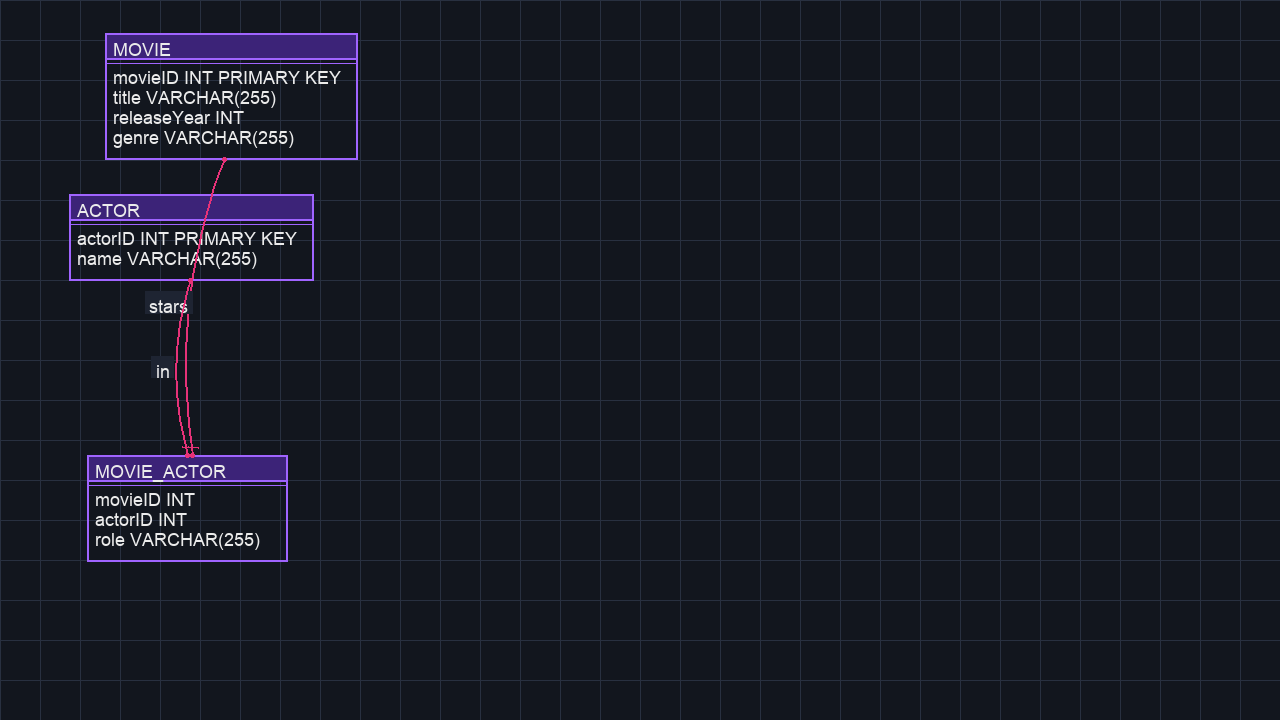 MOVIE
movieID INT PRIMARY KEY
title VARCHAR(255)
releaseYear INT
genre VARCHAR(255)
ACTOR
actorID INT PRIMARY KEY
name VARCHAR(255)
stars
in
MOVIE_ACTOR
movieID INT
actorID INT
role VARCHAR(255)